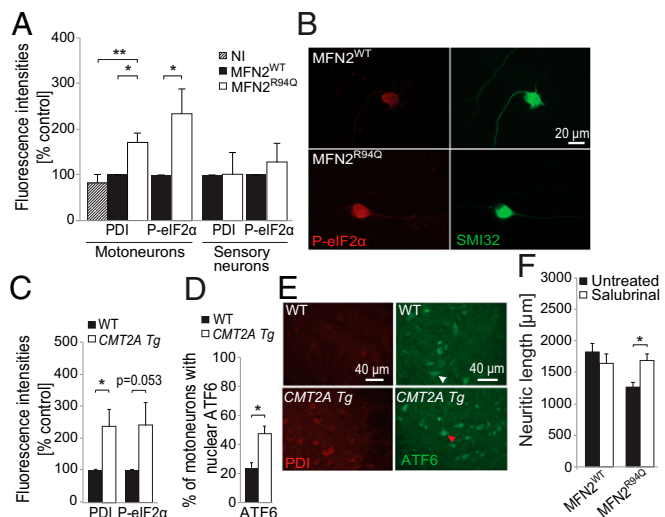 A
Fluorescence intensities
[% control]
400
300
200
100
0
**
*
*
NI
MFN2WT
MFN2R94Q
PDI P-eIF2α PDI P-eIF2α
Motoneurons Sensory
neurons
B
MFN2WT
20 µm
MFN2R94Q
P-eIF2α
SMI32
C
WT
CMT2A Tg
Fluorescence intensities
[% control]
500
400
300
200
100
0
*
p=0.053
PDI P-eIF2α
D
WT
CMT2A Tg
% of motoneurons with
nuclear ATF6
80
60
40
20
0
*
ATF6
E
WT
40 µm
WT
40 µm
CMT2A Tg
PDI
CMT2A Tg
ATF6
F
Untreated
Salubrinal
Neuritic length [µm]
2000
1500
1000
500
0
*
MFN2WT
MFN2R94Q